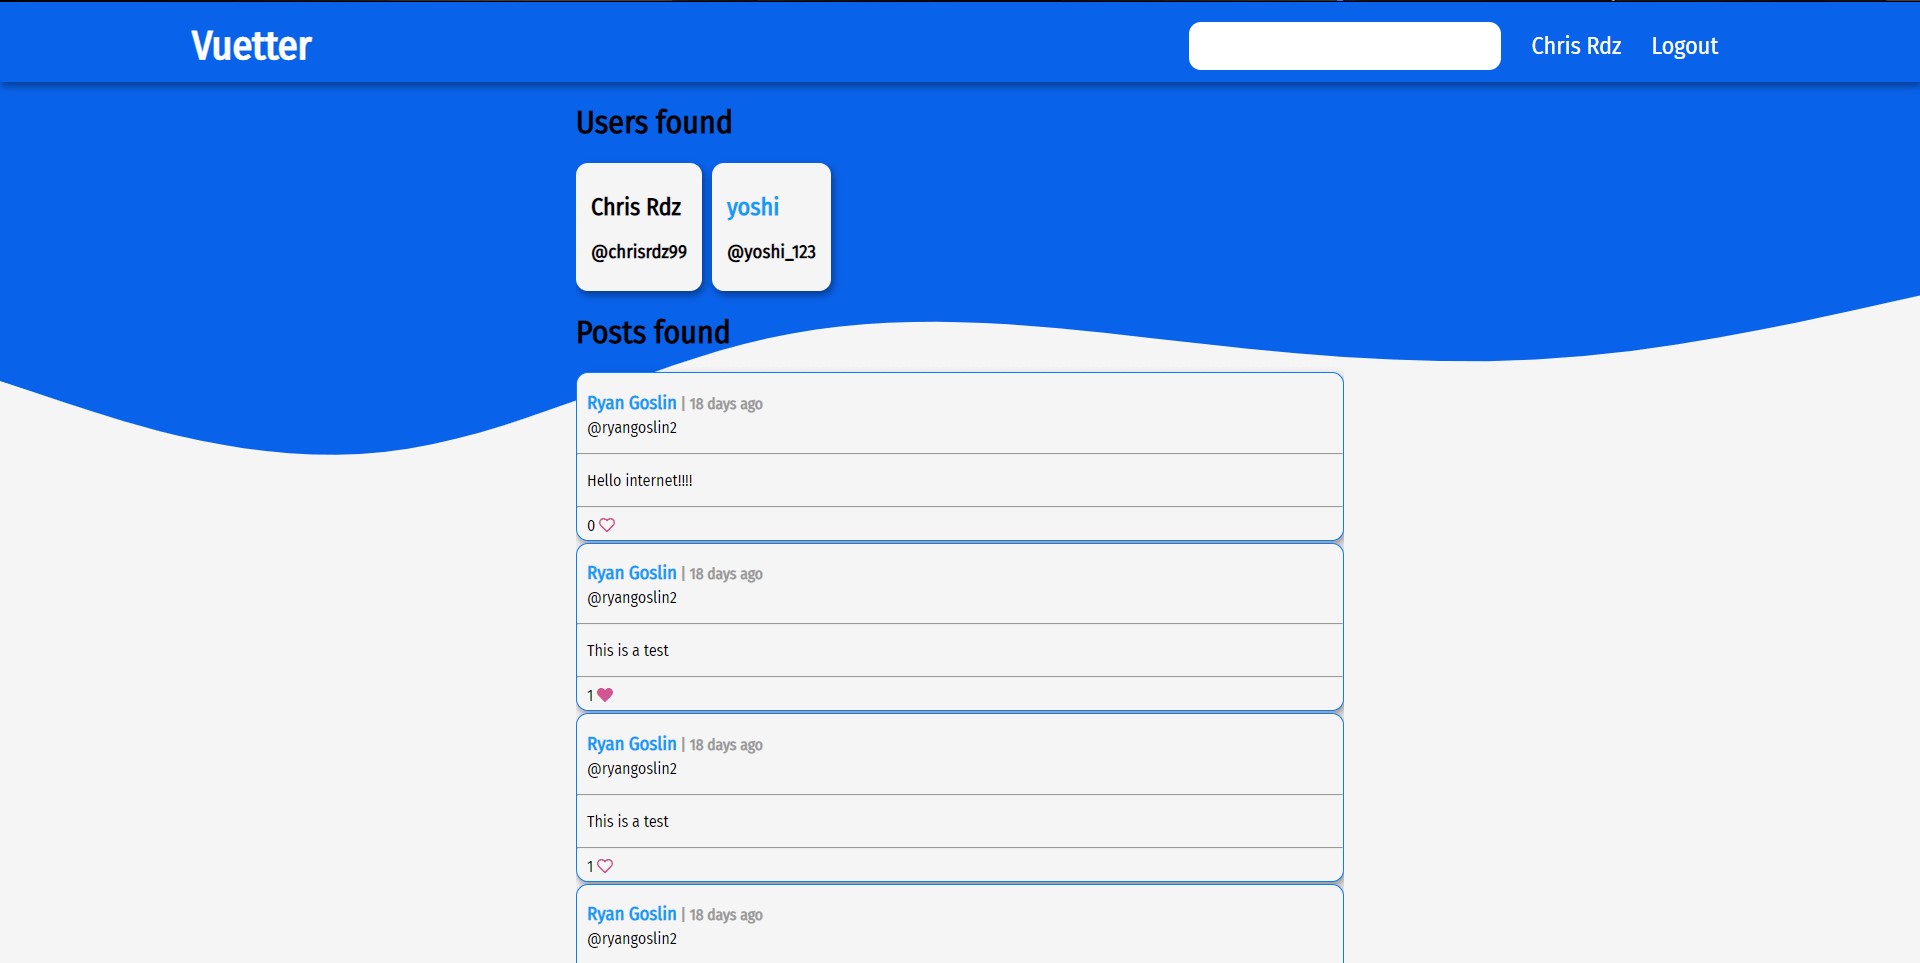 Vuetter
Chris Rdz
Logout
Users found
Chris Rdz
@chrisrdz99
yoshi
@yoshi_123
Posts found
Ryan Goslin | 18 days ago
@ryangoslin2
Hello internet!!!!
0
Ryan Goslin | 18 days ago
@ryangoslin2
This is a test
1
Ryan Goslin | 18 days ago
@ryangoslin2
This is a test
1
Ryan Goslin | 18 days ago
@ryangoslin2